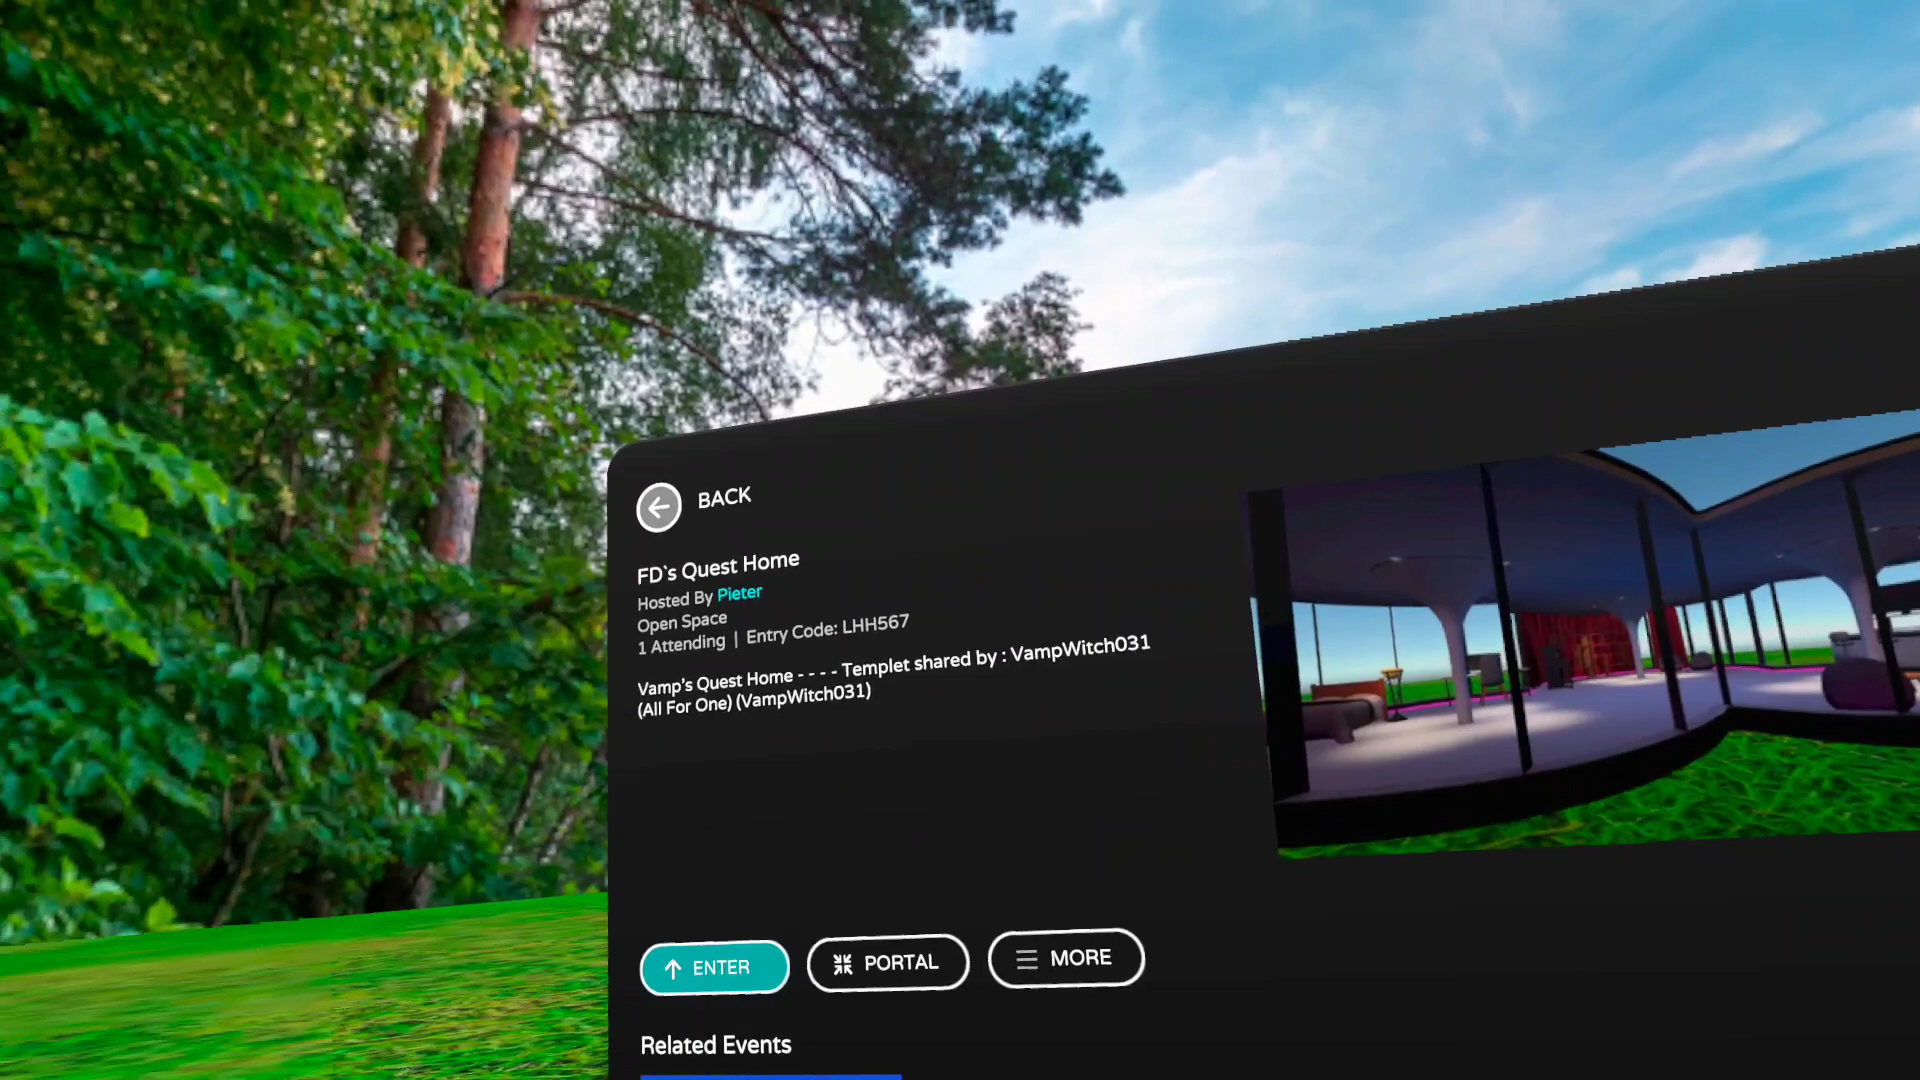 BACK
FD`s Quest Home
Hosted By Pieter
Open Space
1 Attending | Entry Code: LHH567
Vamp's Quest Home - - - - Templet shared by : VampWitch031
(All For One) (VampWitch031)
ENTER
PORTAL
MORE
Related Events